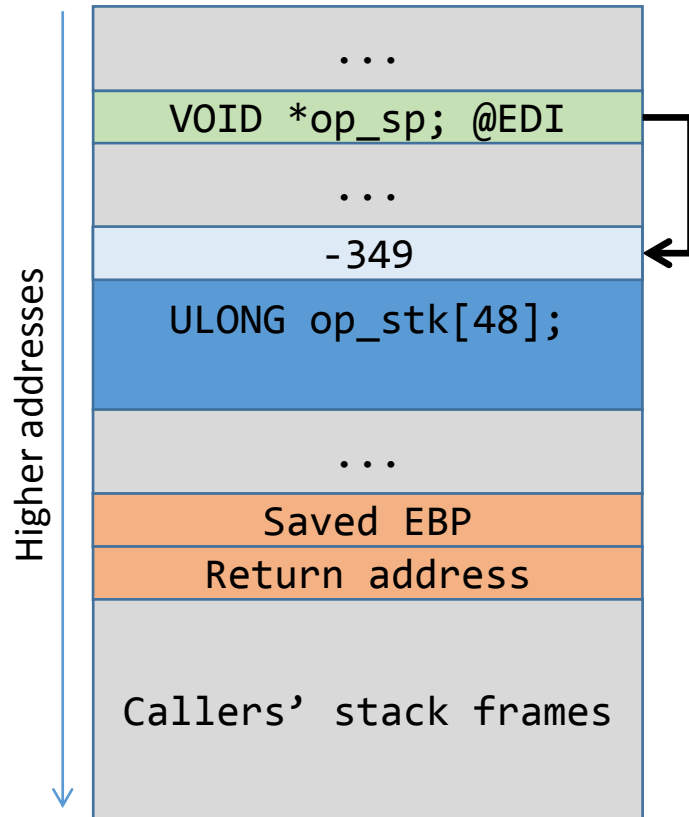 ...
VOID *op_sp; @EDI
...
-349
ULONG op_stk[48];
...
Saved EBP
Return address
Callers’ stack frames
Higher addresses